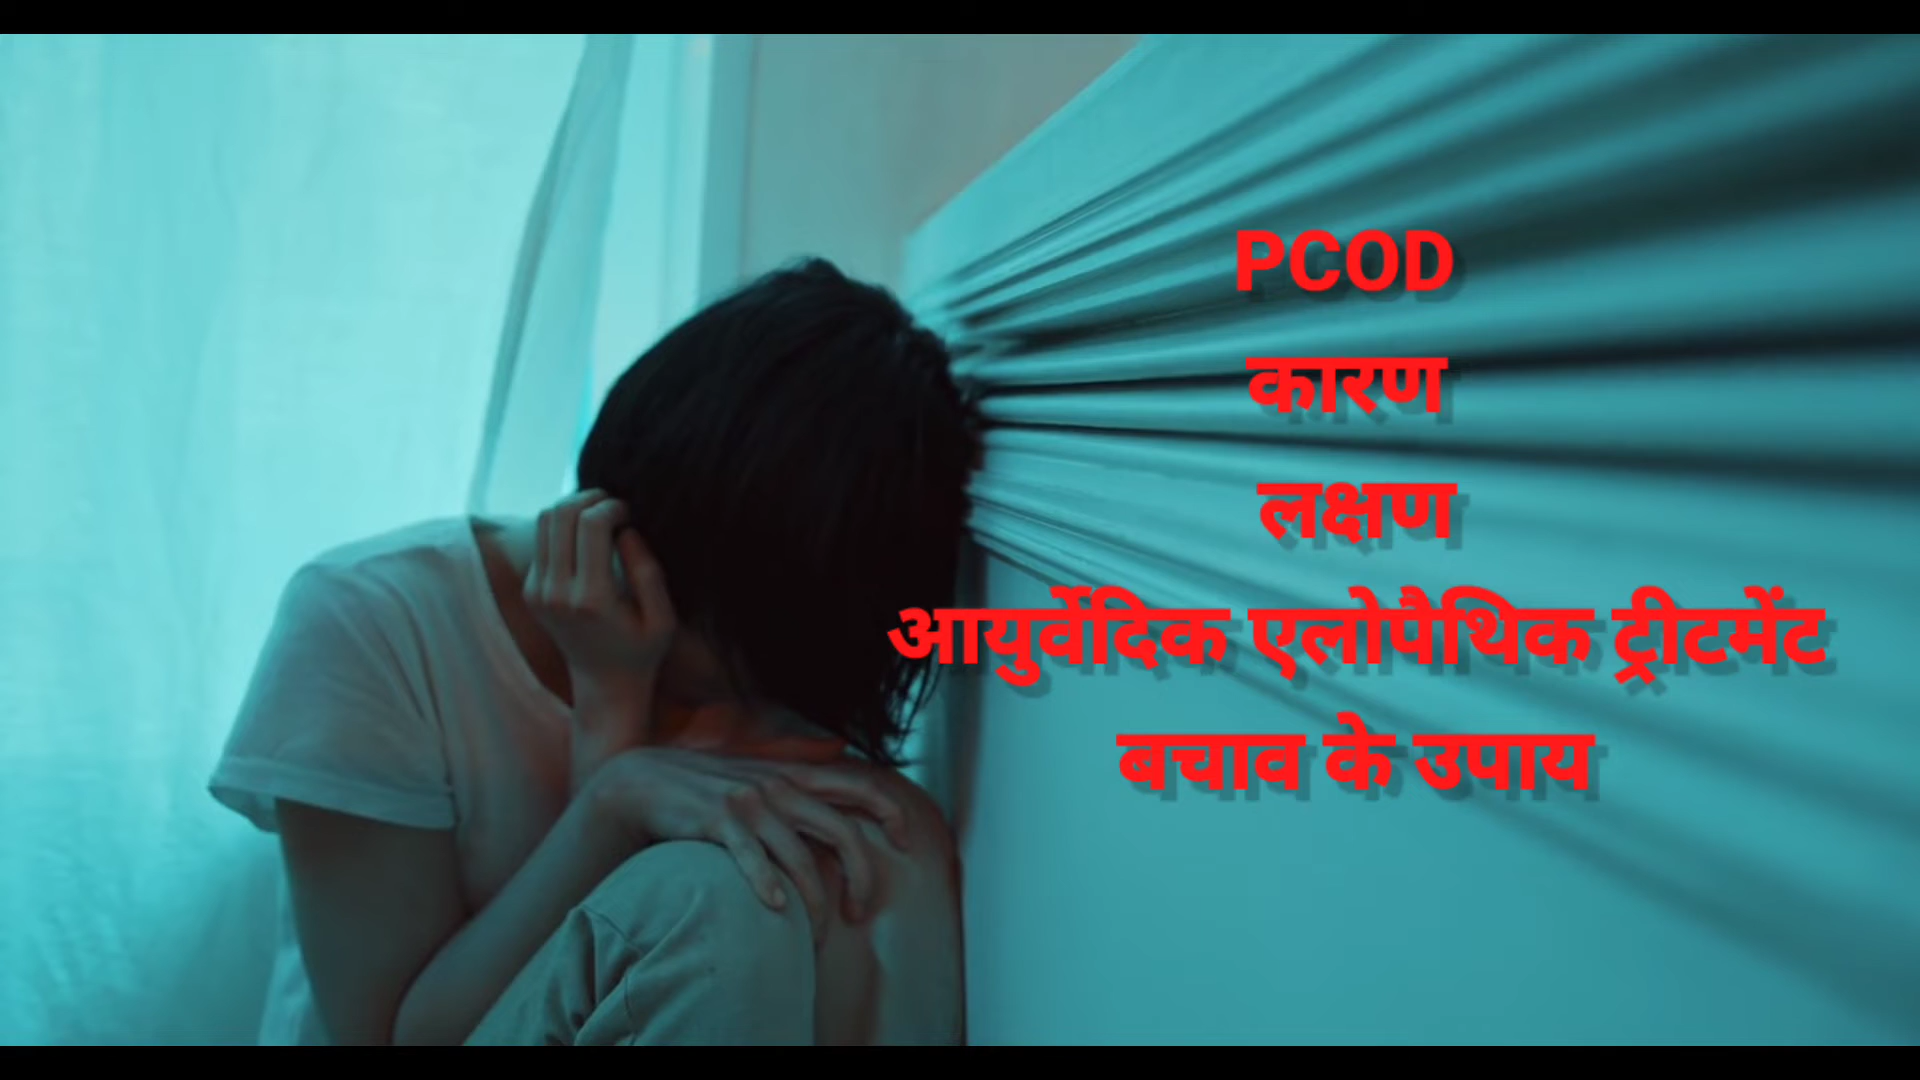 PCOD
कारण
लक्षण
आयुर्वेदिक एलोपैथिक ट्रीटमेंट
बचाव के उपाय